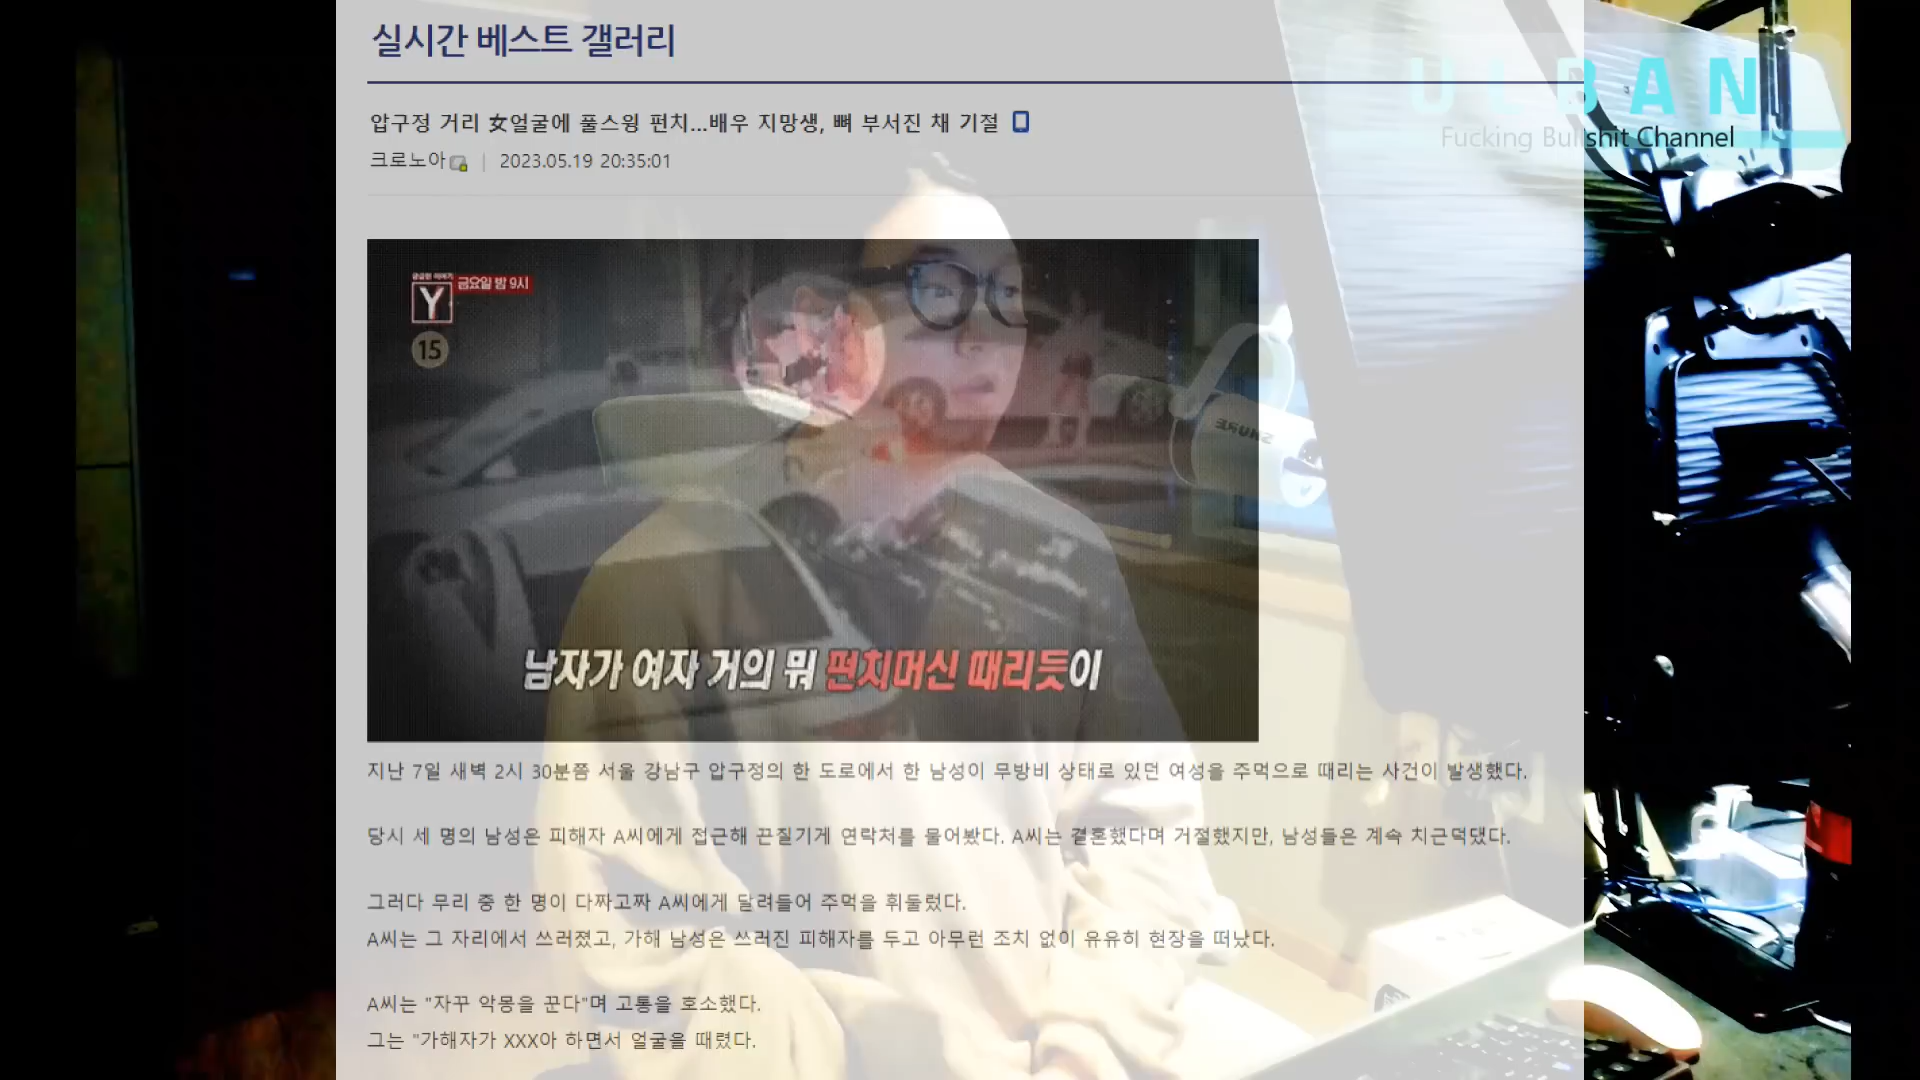 실시간 베스트 갤러리
ULBAN
Fucking Bullshit Channel
압구정 거리 女얼굴에 풀스윙 펀치...배우 지망생, 뼈 부서진 채 기절
크로노아 | 2023.05.19 20:35:01
궁금한 이야기 Y 금요일 밤 9시
15
남자가 여자 거의 뭐 펀치머신 때리듯이
지난 7일 새벽 2시 30분쯤 서울 강남구 압구정의 한 도로에서 한 남성이 무방비 상태로 있던 여성을 주먹으로 때리는 사건이 발생했다.
당시 세 명의 남성은 피해자 A씨에게 접근해 끈질기게 연락처를 물어봤다. A씨는 결혼했다며 거절했지만, 남성들은 계속 치근덕댔다.
그러다 무리 중 한 명이 다짜고짜 A씨에게 달려들어 주먹을 휘둘렀다.
A씨는 그 자리에서 쓰러졌고, 가해 남성은 쓰러진 피해자를 두고 아무런 조치 없이 유유히 현장을 떠났다.
A씨는 "자꾸 악몽을 꾼다"며 고통을 호소했다.
그는 "가해자가 XXX아 하면서 얼굴을 때렸다.